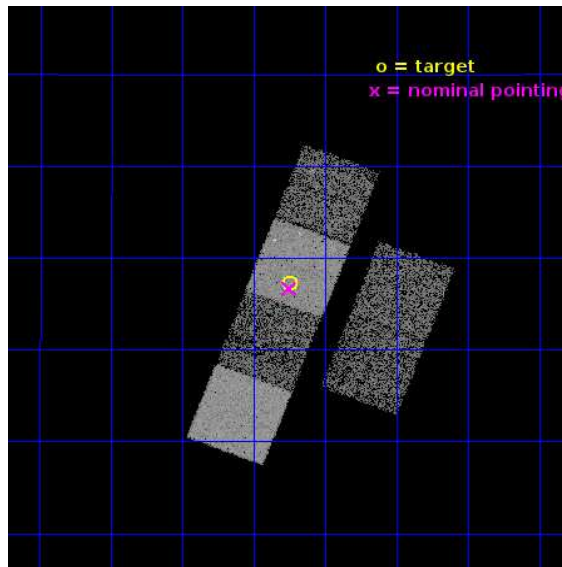 o = target
x = nominal pointing